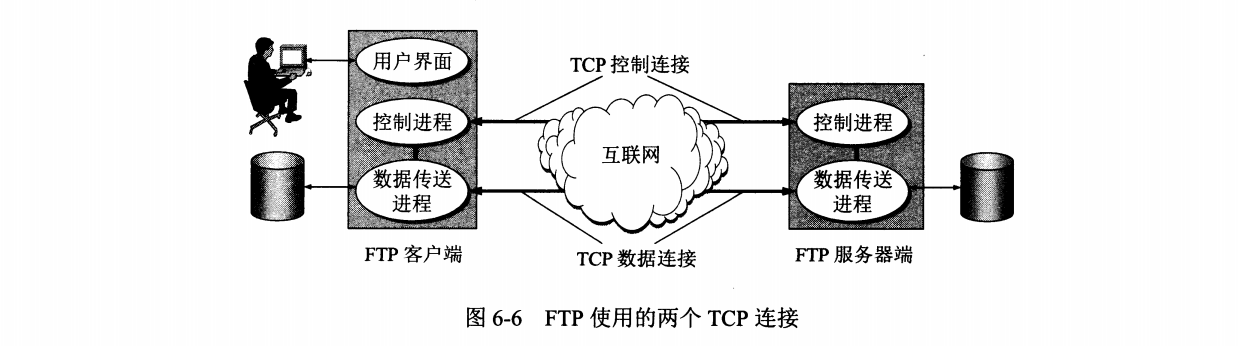 用户界面
TCP 控制连接
控制进程
互联网
控制进程
数据传送
进程
数据传送
进程
FTP 客户端
TCP 数据连接
FTP 服务器端
图 6-6 FTP 使用的两个 TCP 连接